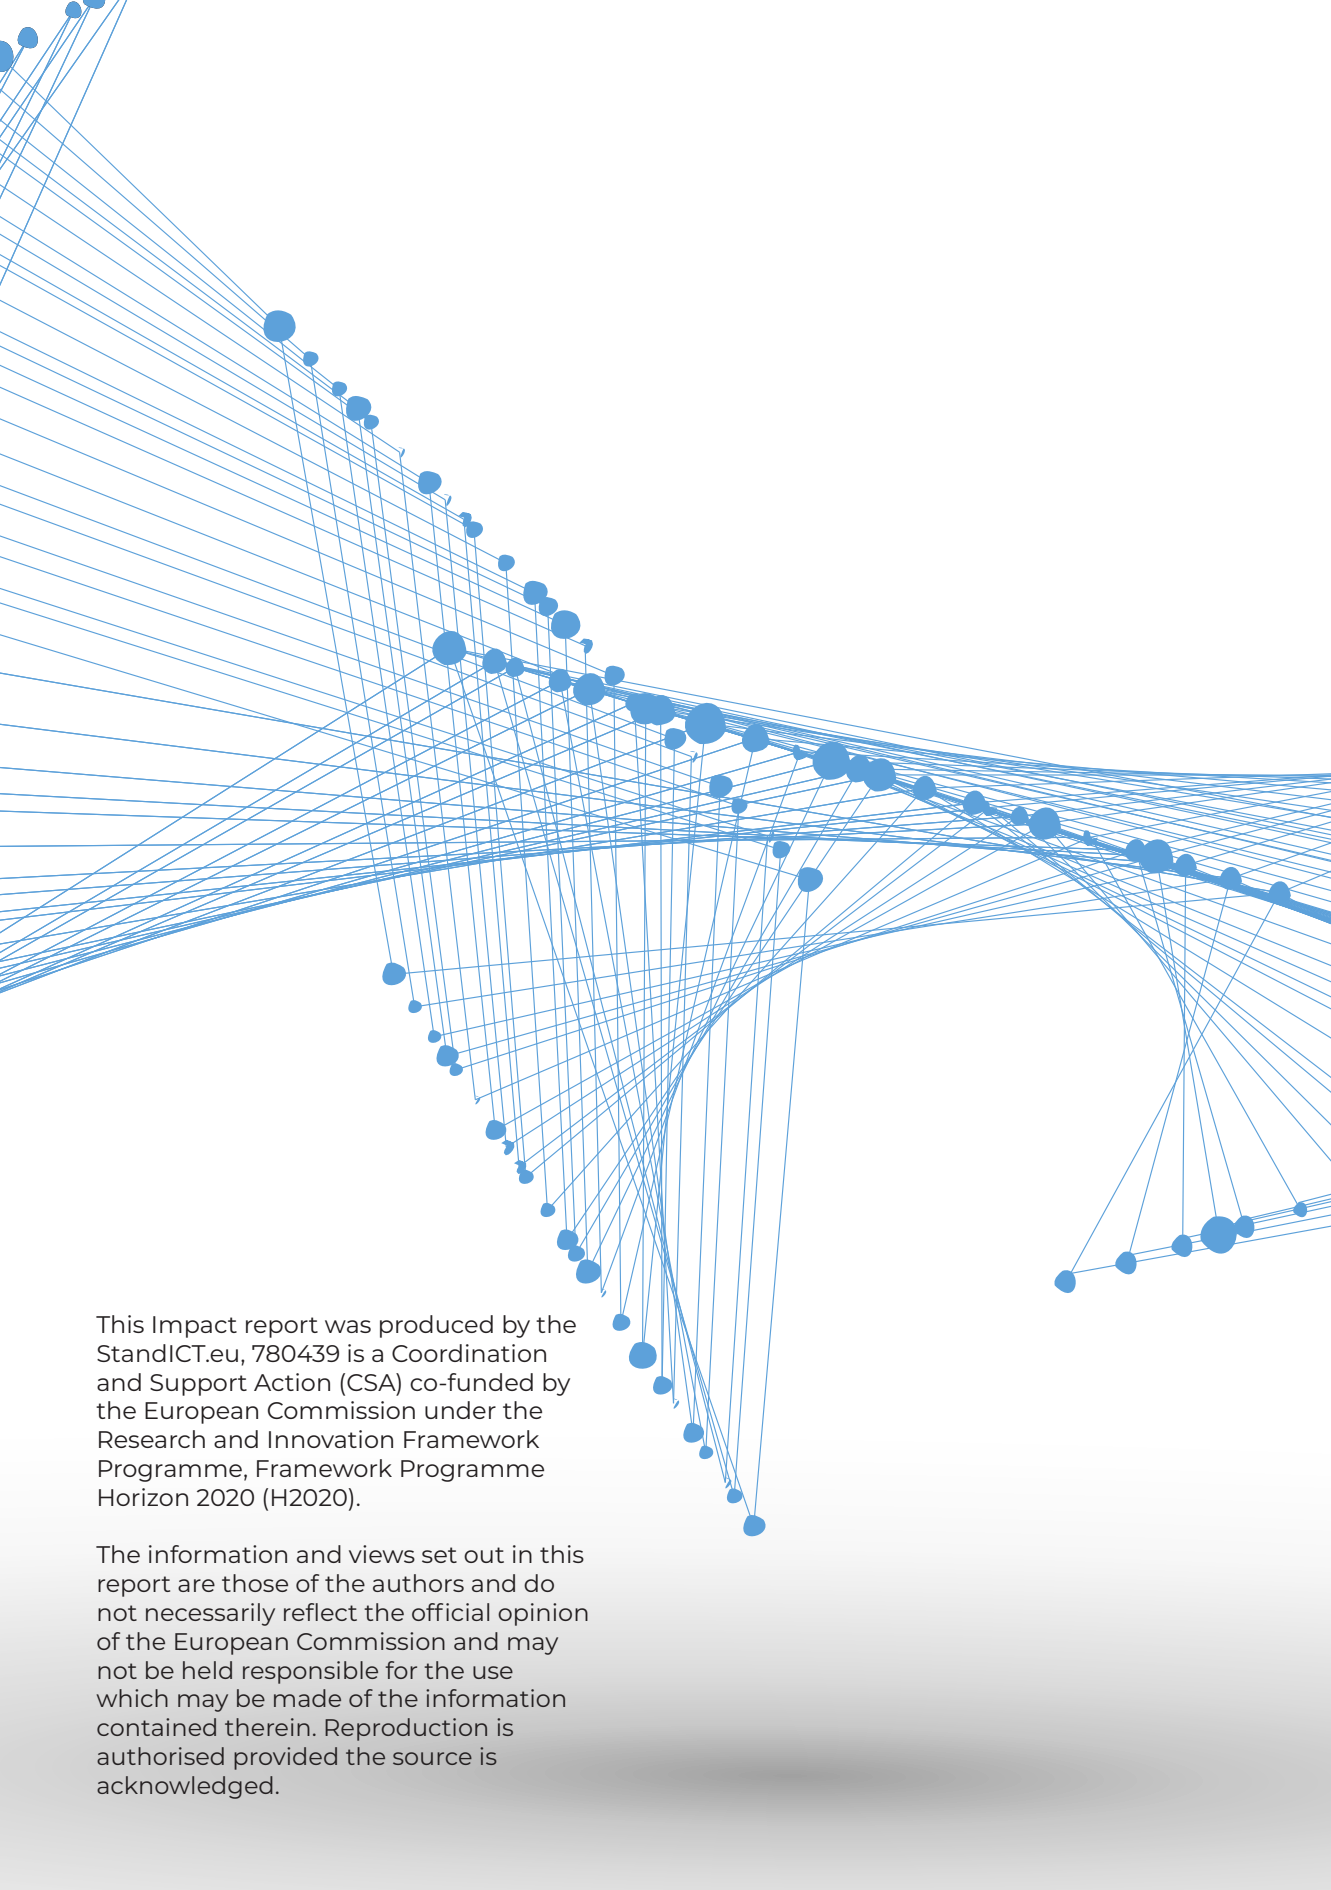 This Impact report was produced by the
StandICT.eu, 780439 is a Coordination
and Support Action (CSA) co-funded by
the European Commission under the
Research and Innovation Framework
Programme, Framework Programme
Horizon 2020 (H2020).
The information and views set out in this
report are those of the authors and do
not necessarily reflect the official opinion
of the European Commission and may
not be held responsible for the use
which may be made of the information
contained therein. Reproduction is
authorised provided the source is
acknowledged.